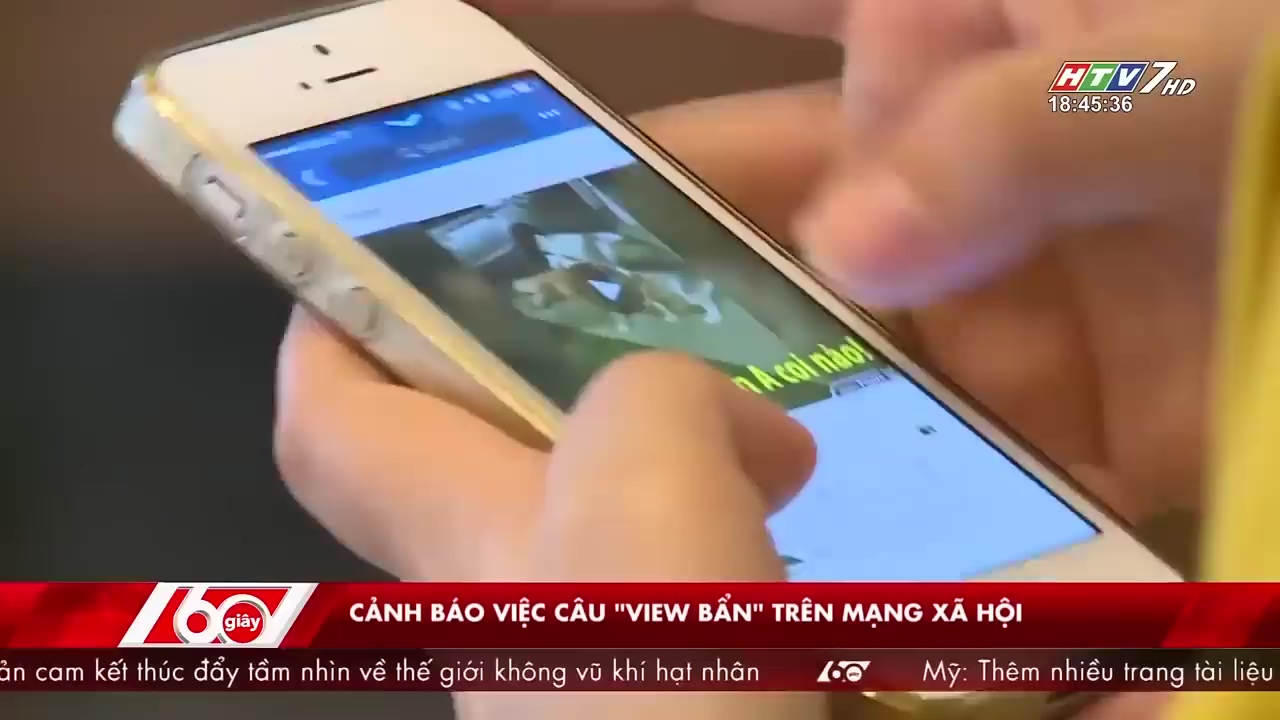 HTV7HD
18:45:36
A coi nào!
60 giây
CẢNH BÁO VIỆC CÂU "VIEW BẨN" TRÊN MẠNG XÃ HỘI
ản cam kết thúc đẩy tầm nhìn về thế giới không vũ khí hạt nhân
60
Mỹ: Thêm nhiều trang tài liệu